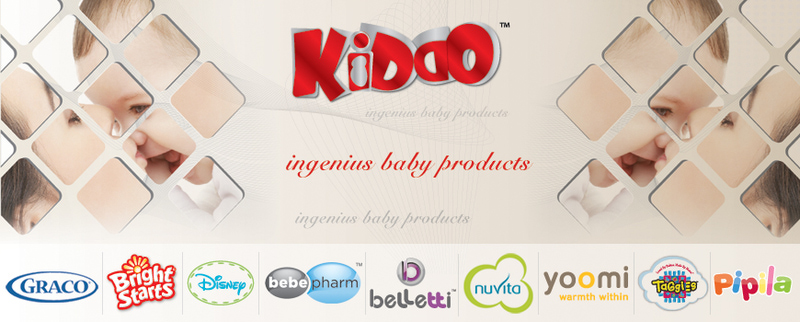 KiDDO™
ingenius baby products
ingenius baby products
ingenius baby products
GRACO®
Bright
Starts
Disney
bebe pharm™
belletti™
nuvita
yoomi
warmth within
Taggies
Pipila